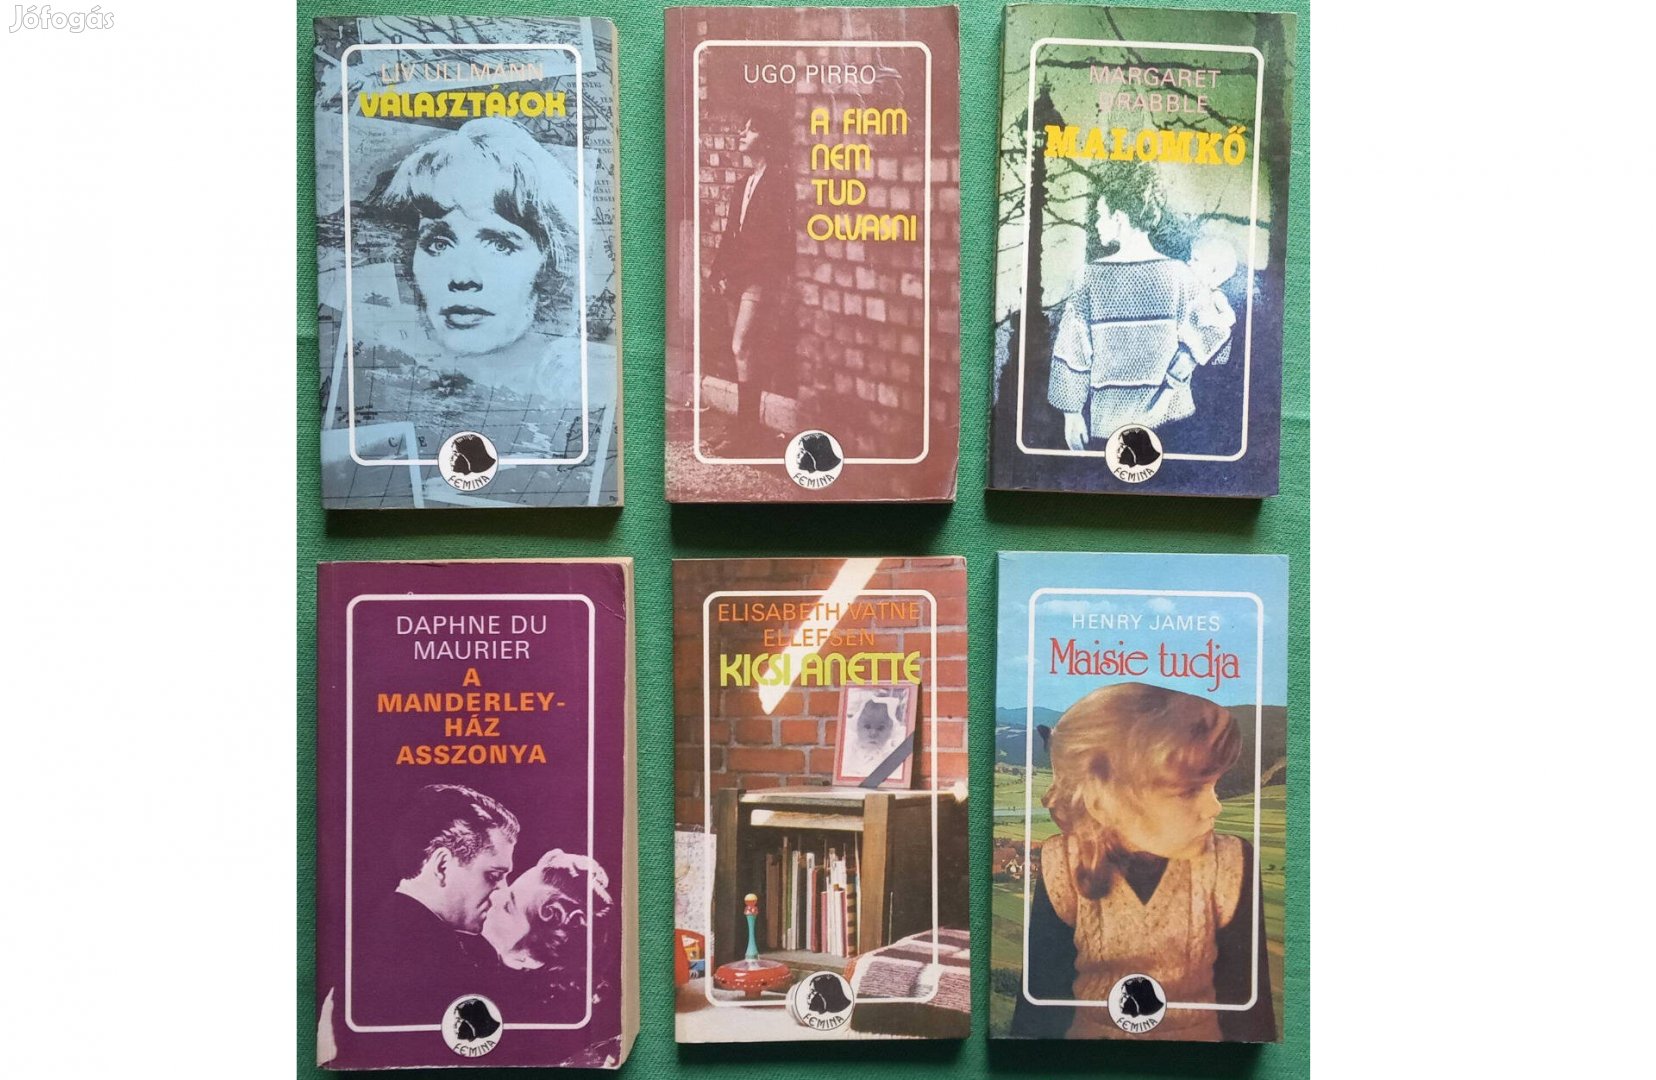 Jófogás
LIV ULLMANN
VÁLASZTÁSOK
FEMINA
UGO PIRRO
A FIAM
NEM
TUD
OLVASNI
FEMINA
MARGARET
DRABBLE
MALOMKŐ
FEMINA
DAPHNE DU
MAURIER
A
MANDERLEY-
HÁZ
ASSZONYA
FEMINA
ELISABETH VATNE
ELLEFSEN
KICSI ANETTE
FEMINA
HENRY JAMES
Maisie tudja
FEMINA